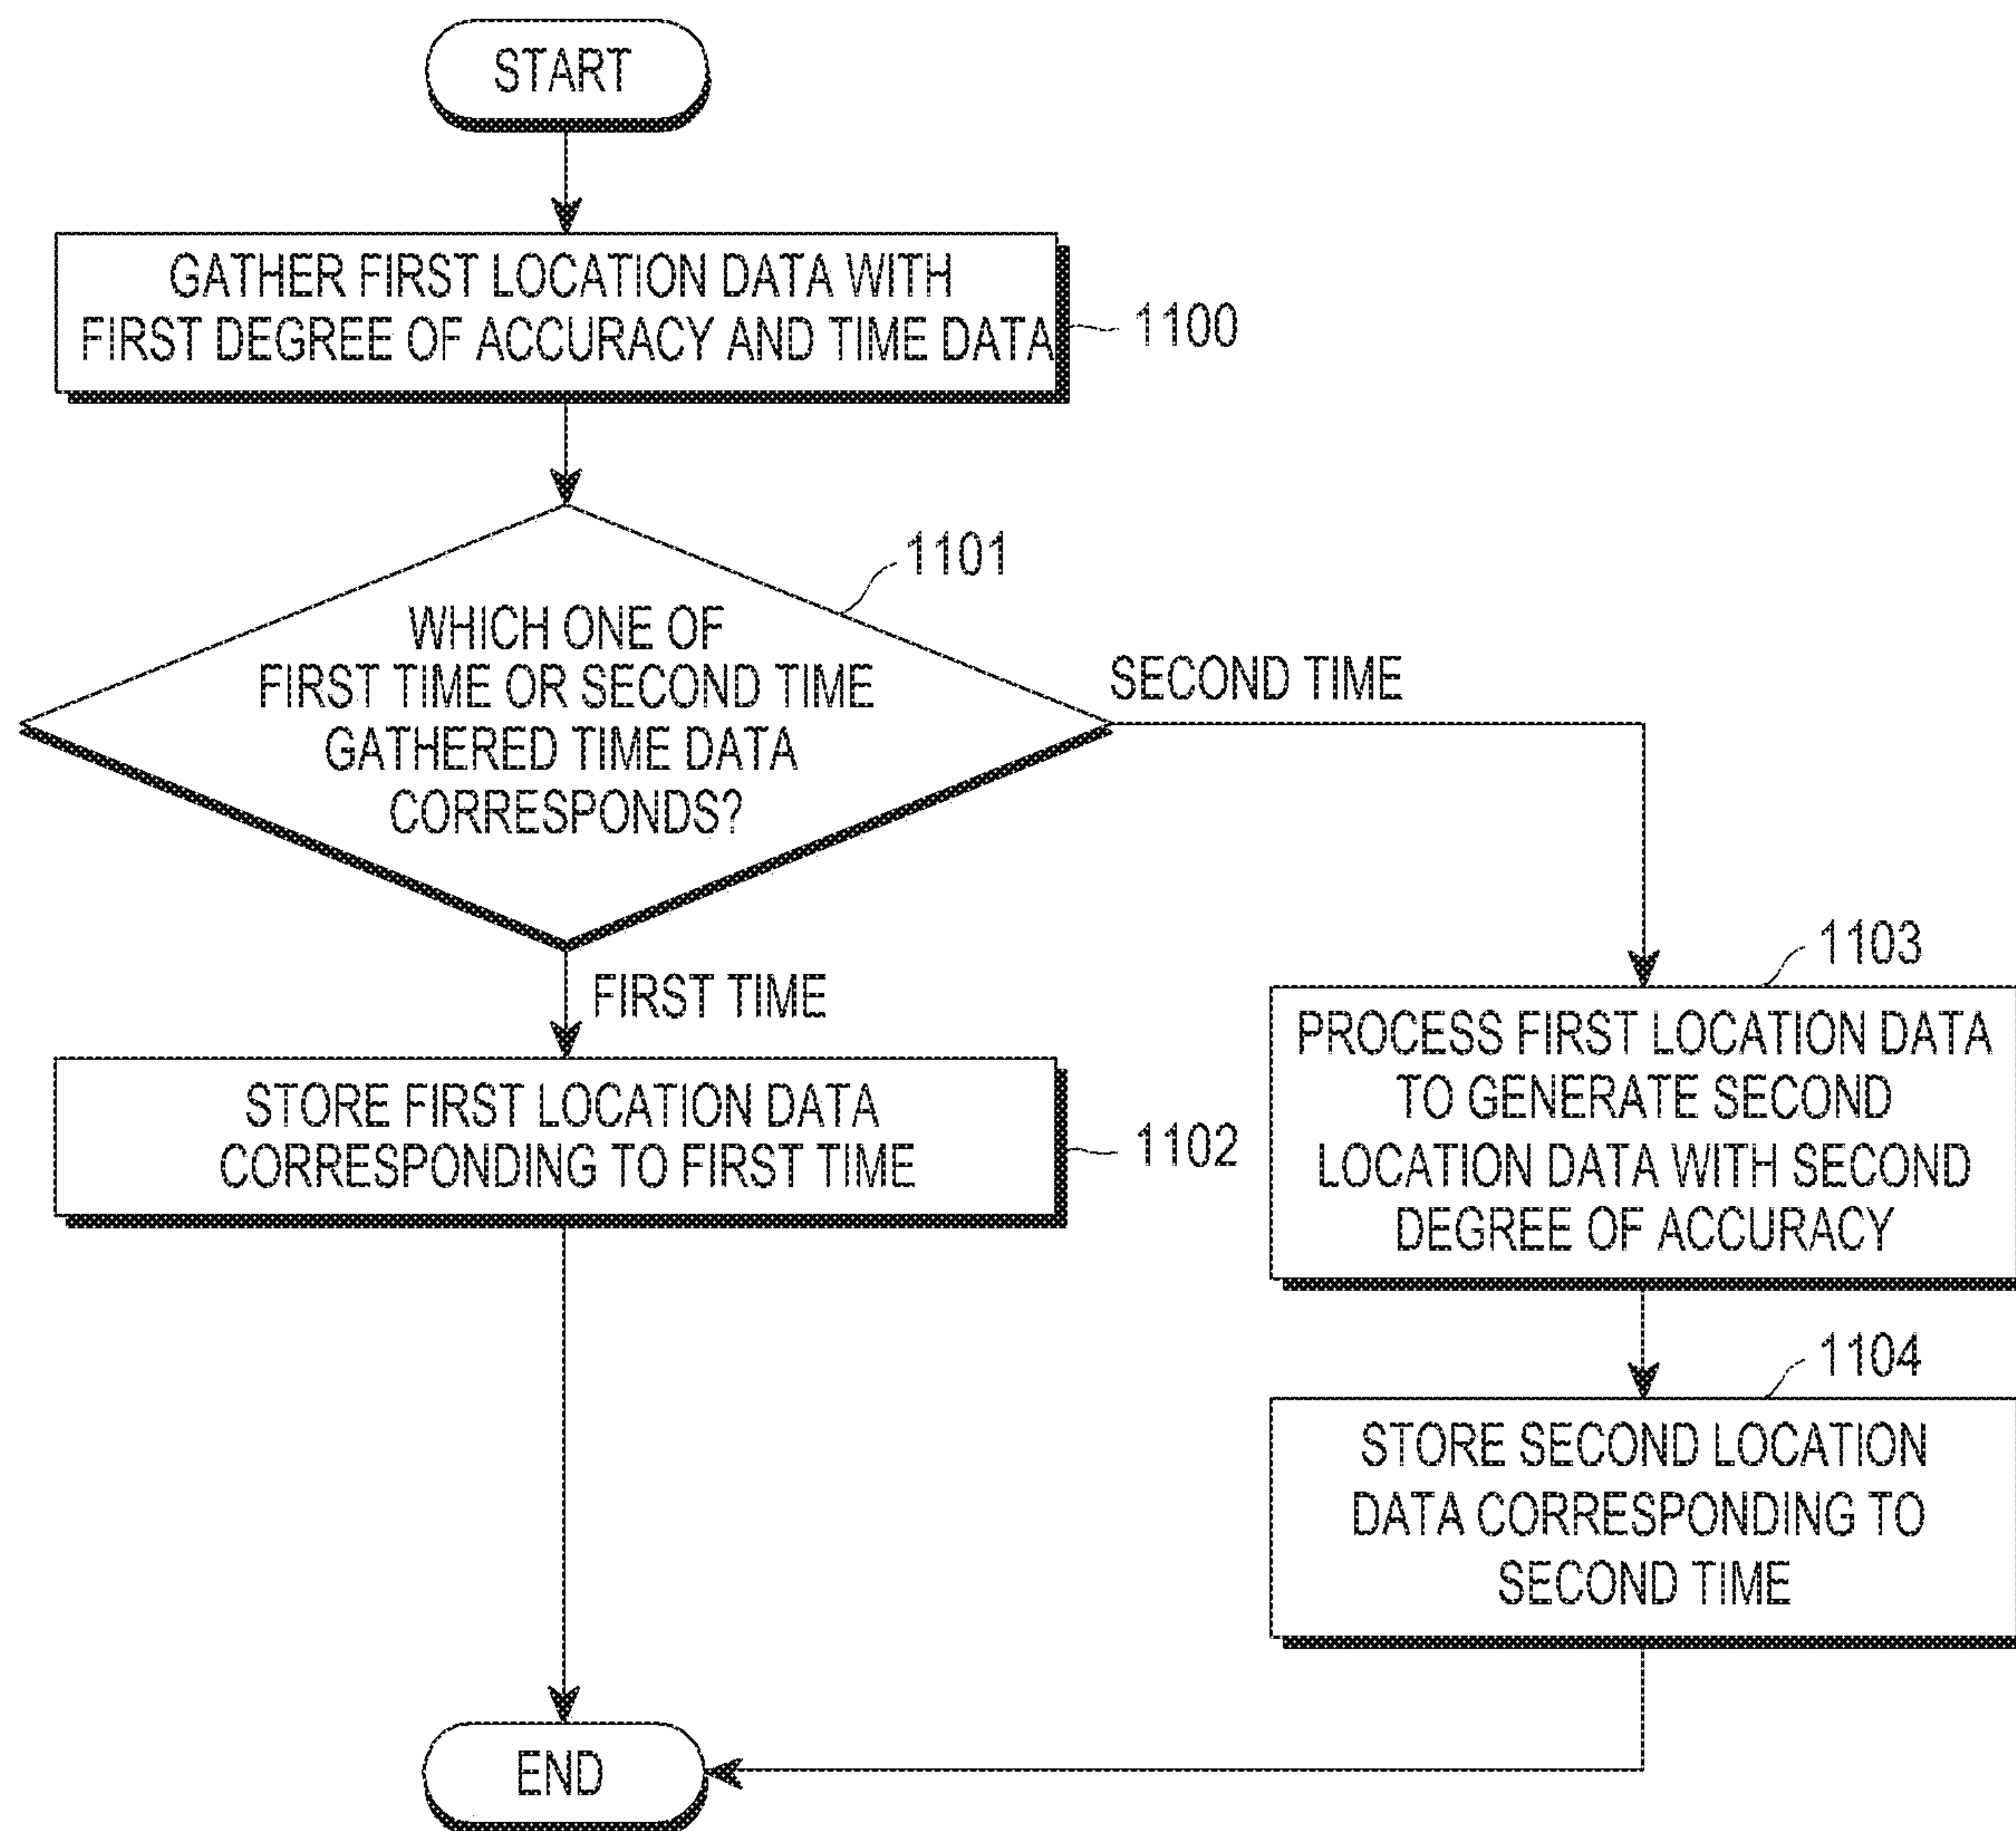 START
GATHER FIRST LOCATION DATA WITH
FIRST DEGREE OF ACCURACY AND TIME DATA
1100
1101
WHICH ONE OF
FIRST TIME OR SECOND TIME
GATHERED TIME DATA
CORRESPONDS?
SECOND TIME
FIRST TIME
STORE FIRST LOCATION DATA
CORRESPONDING TO FIRST TIME
1102
1103
PROCESS FIRST LOCATION DATA
TO GENERATE SECOND
LOCATION DATA WITH SECOND
DEGREE OF ACCURACY
1104
STORE SECOND LOCATION
DATA CORRESPONDING TO
SECOND TIME
END